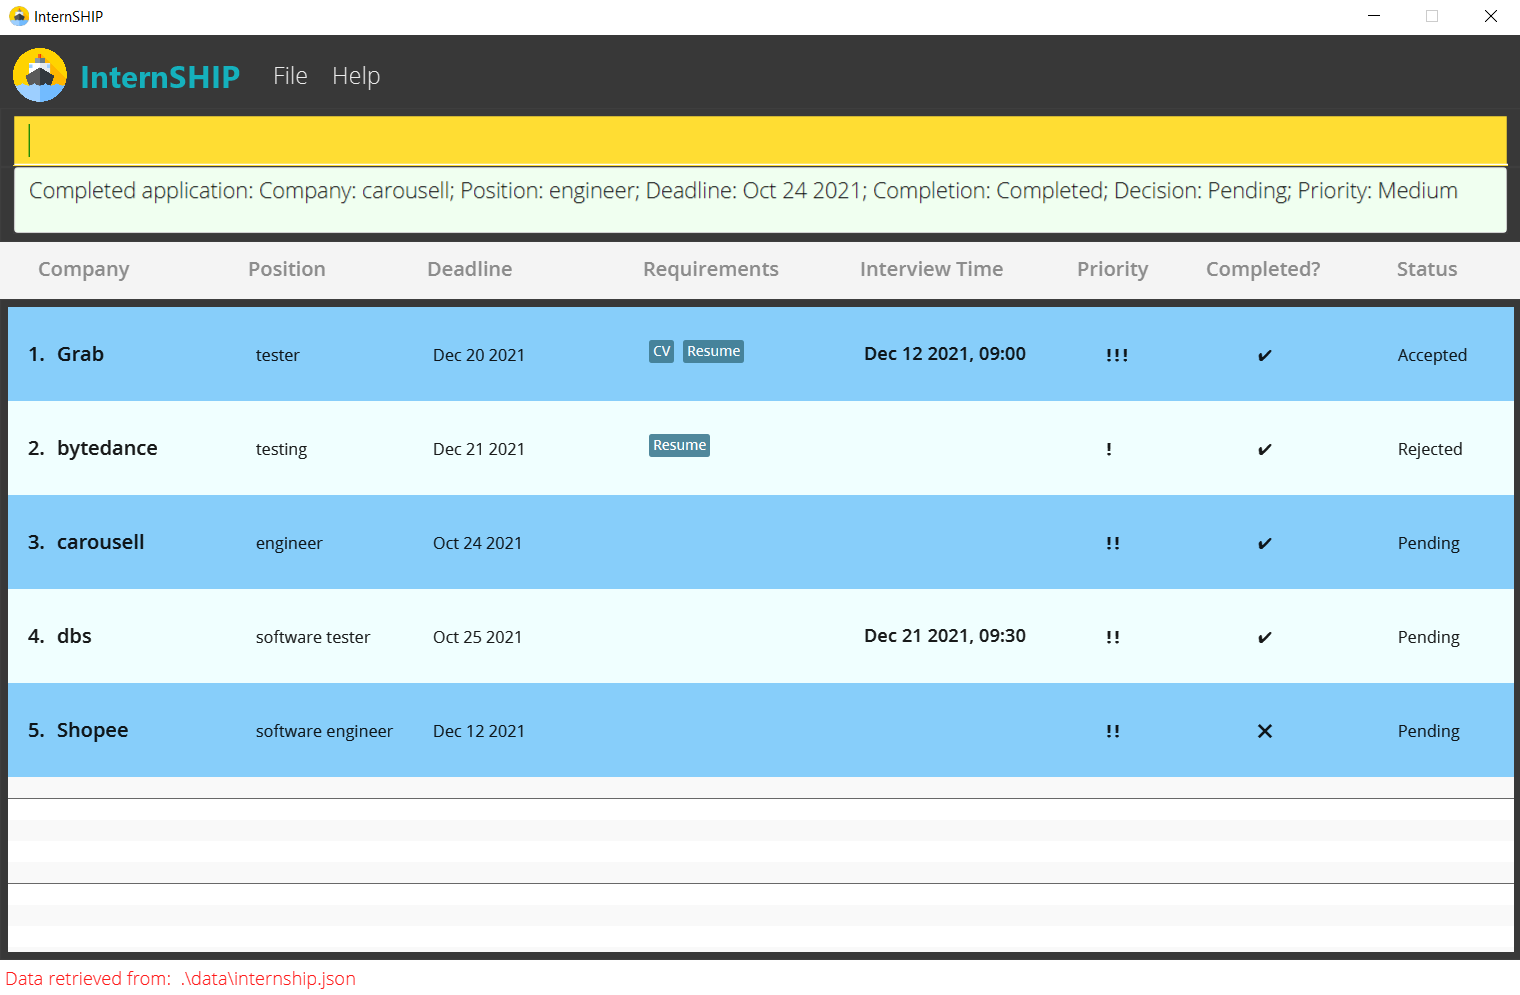 InternSHIP
InternSHIP File Help
Completed application: Company: carousell; Position: engineer; Deadline: Oct 24 2021; Completion: Completed; Decision: Pending; Priority: Medium
Company Position Deadline Requirements Interview Time Priority Completed? Status
1. Grab tester Dec 20 2021 CV Resume Dec 12 2021, 09:00 !!! ✔ Accepted
2. bytedance testing Dec 21 2021 Resume ! ✔ Rejected
3. carousell engineer Oct 24 2021 !! ✔ Pending
4. dbs software tester Oct 25 2021 Dec 21 2021, 09:30 !! ✔ Pending
5. Shopee software engineer Dec 12 2021 !! ✕ Pending
Data retrieved from: .\data\internship.json